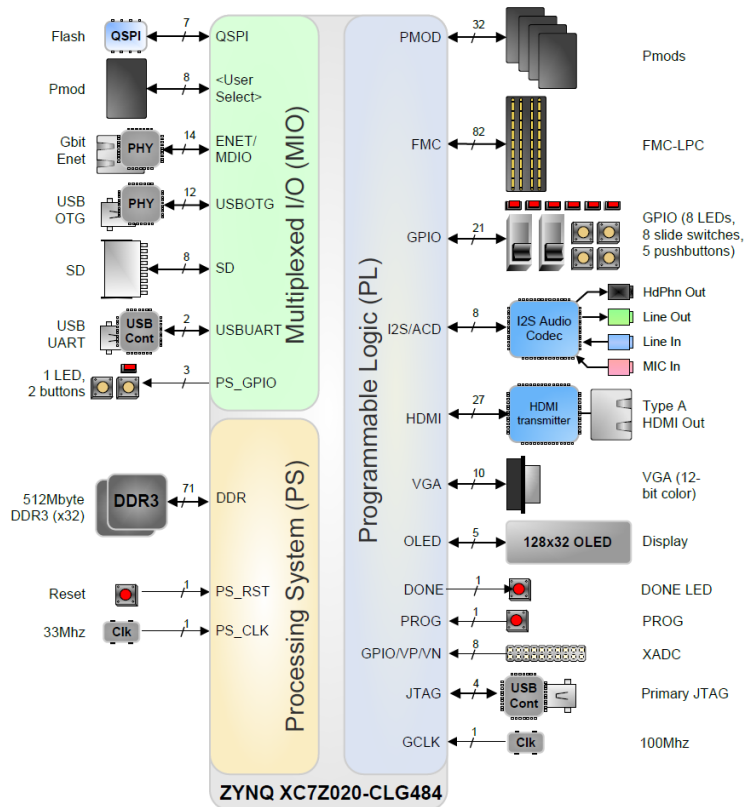 Flash
QSPI
7
QSPI
Pmod
8
<User
Select>
Gbit
Enet
PHY
14
ENET/
MDIO
USB
OTG
PHY
12
USBOTG
SD
8
SD
USB
UART
USB
Cont
2
USBUART
1 LED,
2 buttons
3
PS_GPIO
Multiplexed I/O (MIO)
512Mbyte
DDR3 (x32)
DDR3
71
DDR
Reset
1
PS_RST
33Mhz
Clk
1
PS_CLK
Processing System (PS)
Programmable Logic (PL)
PMOD
32
Pmods
FMC
82
FMC-LPC
GPIO
21
GPIO (8 LEDs,
8 slide switches,
5 pushbuttons)
I2S/ACD
8
I2S Audio
Codec
HdPhn Out
Line Out
Line In
MIC In
HDMI
27
HDMI
transmitter
Type A
HDMI Out
VGA
10
VGA (12-
bit color)
OLED
5
128x32 OLED
Display
DONE
1
DONE LED
PROG
1
PROG
GPIO/VP/VN
8
XADC
JTAG
4
USB
Cont
Primary JTAG
GCLK
1
Clk
100Mhz
ZYNQ XC7Z020-CLG484